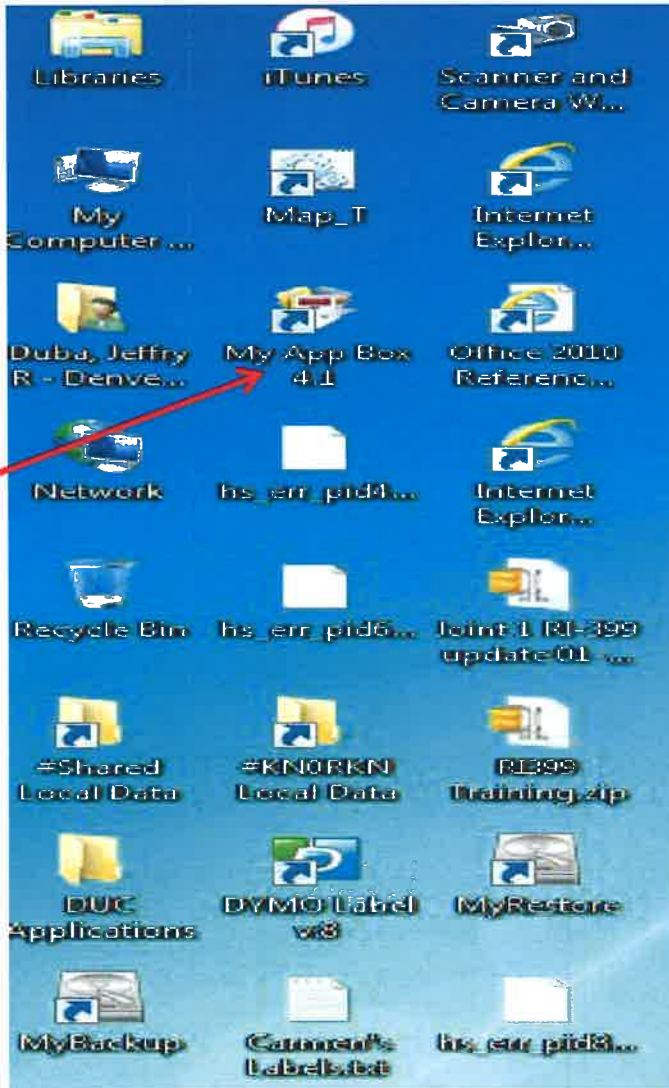 Libraries
iTunes
Scanner and
Camera W...
My
Computer ...
Map_T
Internet
Explor...
Duba, Jeffry
R - Denve...
My App Box
4.1
Office 2010
Referenc...
Network
hs_err_pid4...
Internet
Explor...
Recycle Bin
hs_err_pid6...
Joint 1 RI-399
update 01 -...
#Shared
Local Data
#KN0RKN
Local Data
RI399
Training.zip
DUC
Applications
DYMO Label
v.8
MyRestore
MyBackup
Carmen's
Labels.txt
hs_err_pid8...